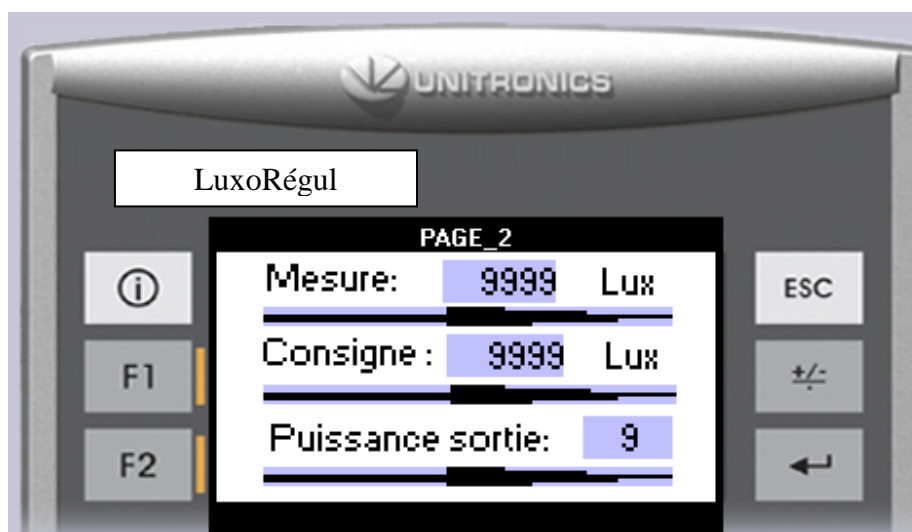 UNITRONICS
LuxoRégul
PAGE_2
Mesure: 9999 Lux
ESC
Consigne : 9999 Lux
F1
+/-
Puissance sortie: 9
F2